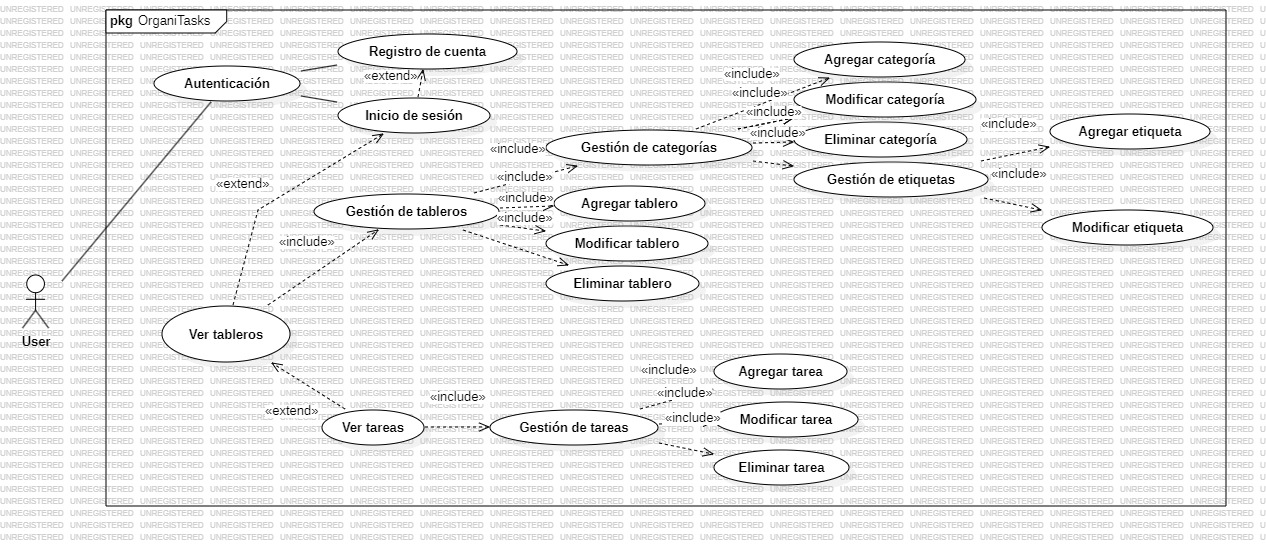 pkg OrganiTasks
Registro de cuenta
Autenticación
«extend»
Inicio de sesión
«extend»
Agregar categoría
«include»
Modificar categoría
«include»
«include»
Eliminar categoría
«include»
Gestión de categorías
«include»
Gestión de etiquetas
Agregar etiqueta
«include»
«include»
Modificar etiqueta
Gestión de tableros
«include»
Agregar tablero
«include»
«include»
Modificar tablero
Eliminar tablero
«include»
User
Ver tableros
«extend»
Ver tareas
«include»
Gestión de tareas
«include»
Agregar tarea
«include»
«include»
Modificar tarea
Eliminar tarea
UNREGISTERED